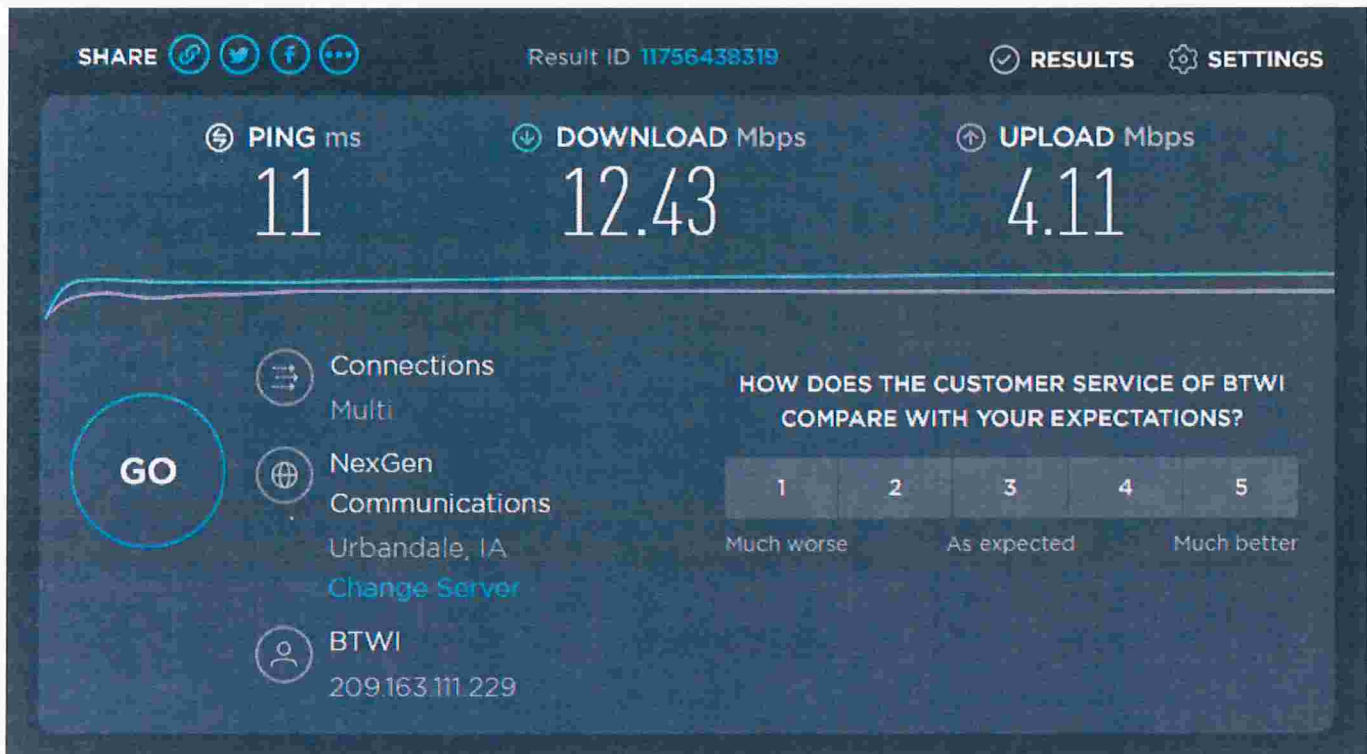 SHARE
Result ID 11756438319
RESULTS
SETTINGS
PING ms
11
DOWNLOAD Mbps
12.43
UPLOAD Mbps
4.11
GO
Connections
Multi
NexGen
Communications
Urbandale, IA
Change Server
BTWI
209.163.111.229
HOW DOES THE CUSTOMER SERVICE OF BTWI
COMPARE WITH YOUR EXPECTATIONS?
1 2 3 4 5
Much worse As expected Much better